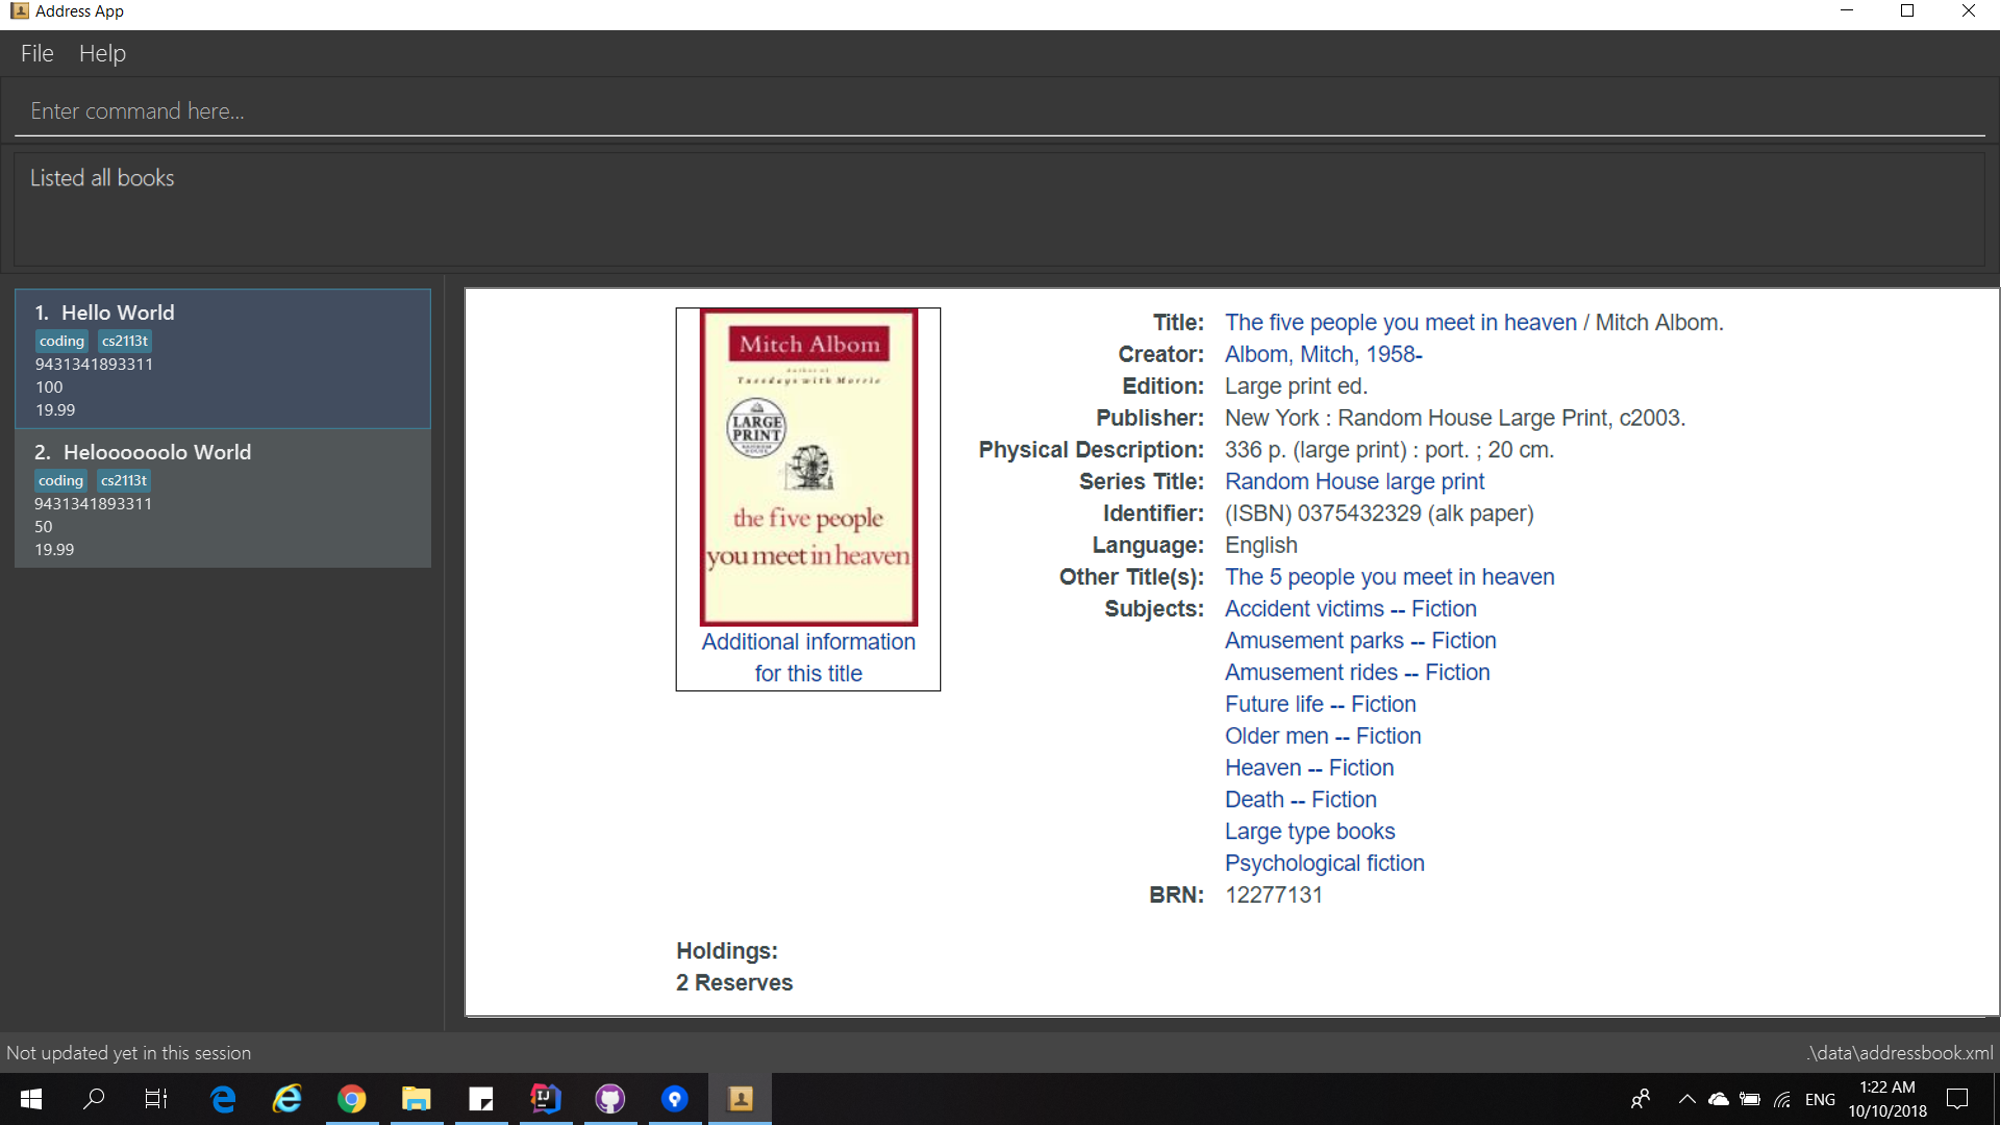 Address App
File Help
Enter command here...
Listed all books
1. Hello World
coding cs2113t
9431341893311
100
19.99
2. Heloooooolo World
coding cs2113t
9431341893311
50
19.99
Mitch Albom
Author of
Tuesdays with Morrie
LARGE
PRINT
the five people
you meet in heaven
Additional information
for this title
Title: The five people you meet in heaven / Mitch Albom.
Creator: Albom, Mitch, 1958-
Edition: Large print ed.
Publisher: New York : Random House Large Print, c2003.
Physical Description: 336 p. (large print) : port. ; 20 cm.
Series Title: Random House large print
Identifier: (ISBN) 0375432329 (alk paper)
Language: English
Other Title(s): The 5 people you meet in heaven
Subjects: Accident victims -- Fiction
Amusement parks -- Fiction
Amusement rides -- Fiction
Future life -- Fiction
Older men -- Fiction
Heaven -- Fiction
Death -- Fiction
Large type books
Psychological fiction
BRN: 12277131
Holdings:
2 Reserves
Not updated yet in this session
.\data\addressbook.xml
ENG
1:22 AM
10/10/2018